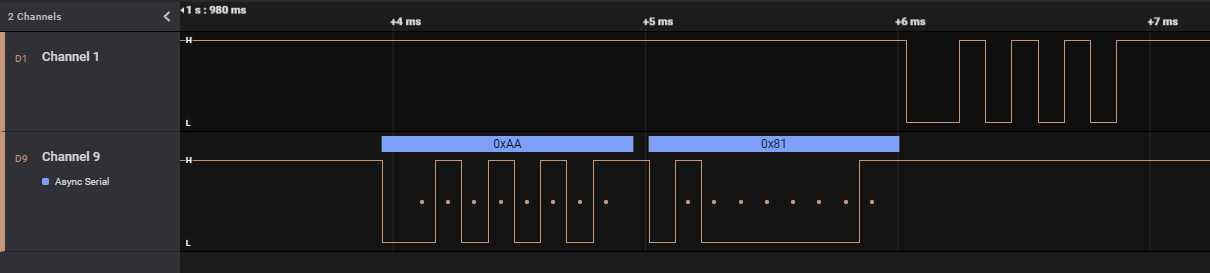 2 Channels
1 s : 980 ms
+4 ms +5 ms +6 ms +7 ms
D1 Channel 1
H
L
0xAA 0x81
D9 Channel 9
H
Async Serial
L